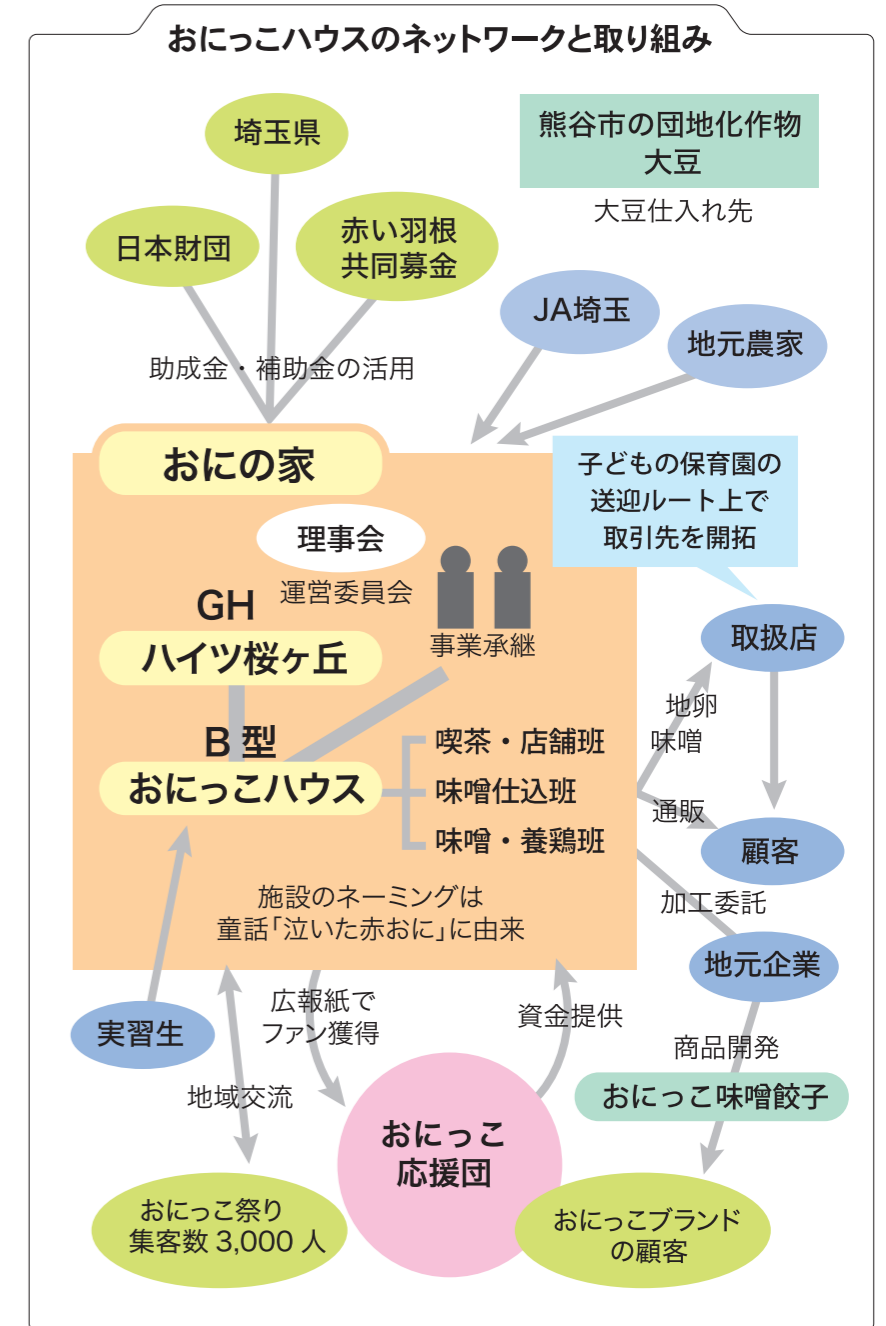 おにっこハウスのネットワークと取り組み
埼玉県
日本財団
赤い羽根
共同募金
熊谷市の団地化作物
大豆
大豆仕入れ先
JA埼玉
地元農家
助成金・補助金の活用
おにの家
理事会
運営委員会
事業承継
GH
ハイツ桜ヶ丘
B型
おにっこハウス
喫茶・店舗班
味噌仕込班
味噌・養鶏班
施設のネーミングは
童話「泣いた赤おに」に由来
子どもの保育園の
送迎ルート上で
取引先を開拓
取扱店
地卵
味噌
通販
顧客
加工委託
地元企業
商品開発
おにっこ味噌餃子
実習生
広報紙で
ファン獲得
資金提供
地域交流
おにっこ
応援団
おにっこ祭り
集客数 3,000 人
おにっこブランド
の顧客